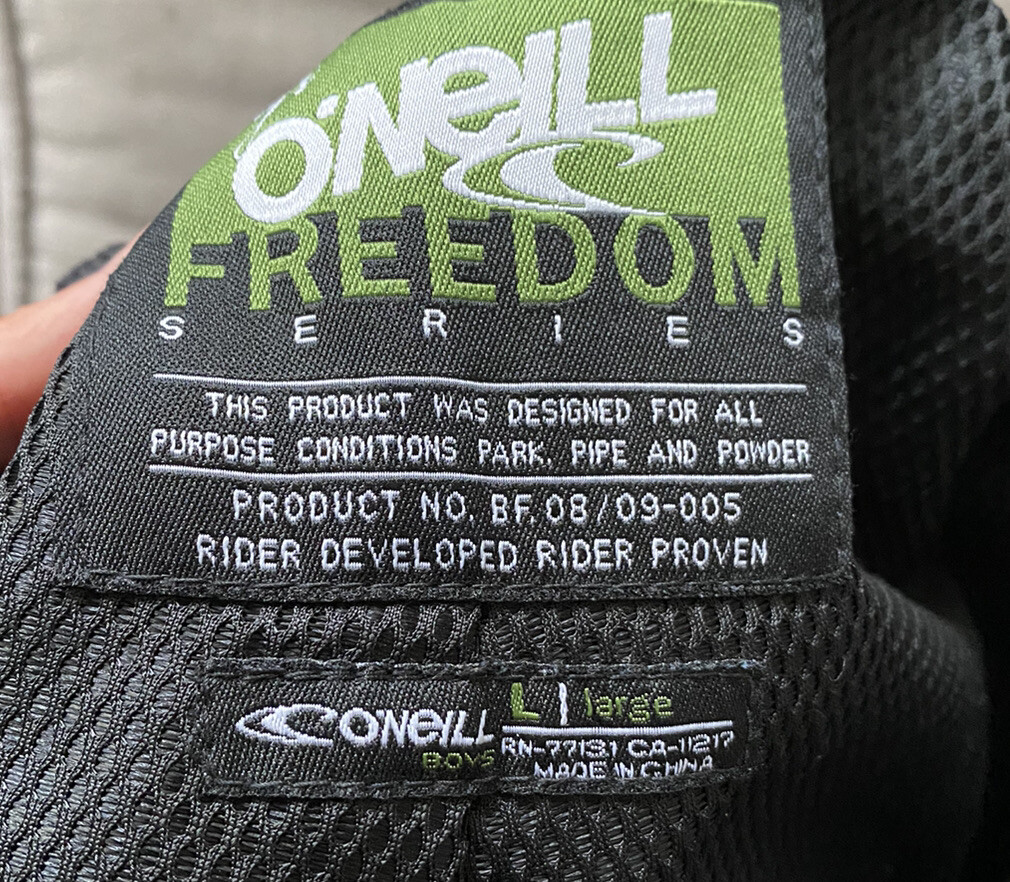 O'NEILL
FREEDOM
SERIES
THIS PRODUCT WAS DESIGNED FOR ALL
PURPOSE CONDITIONS PARK, PIPE AND POWDER
PRODUCT NO. BF.08/09-005
RIDER DEVELOPED RIDER PROVEN
ONEILL
BOYS
L | large
RN-77131 CA-11217
MADE IN CHINA